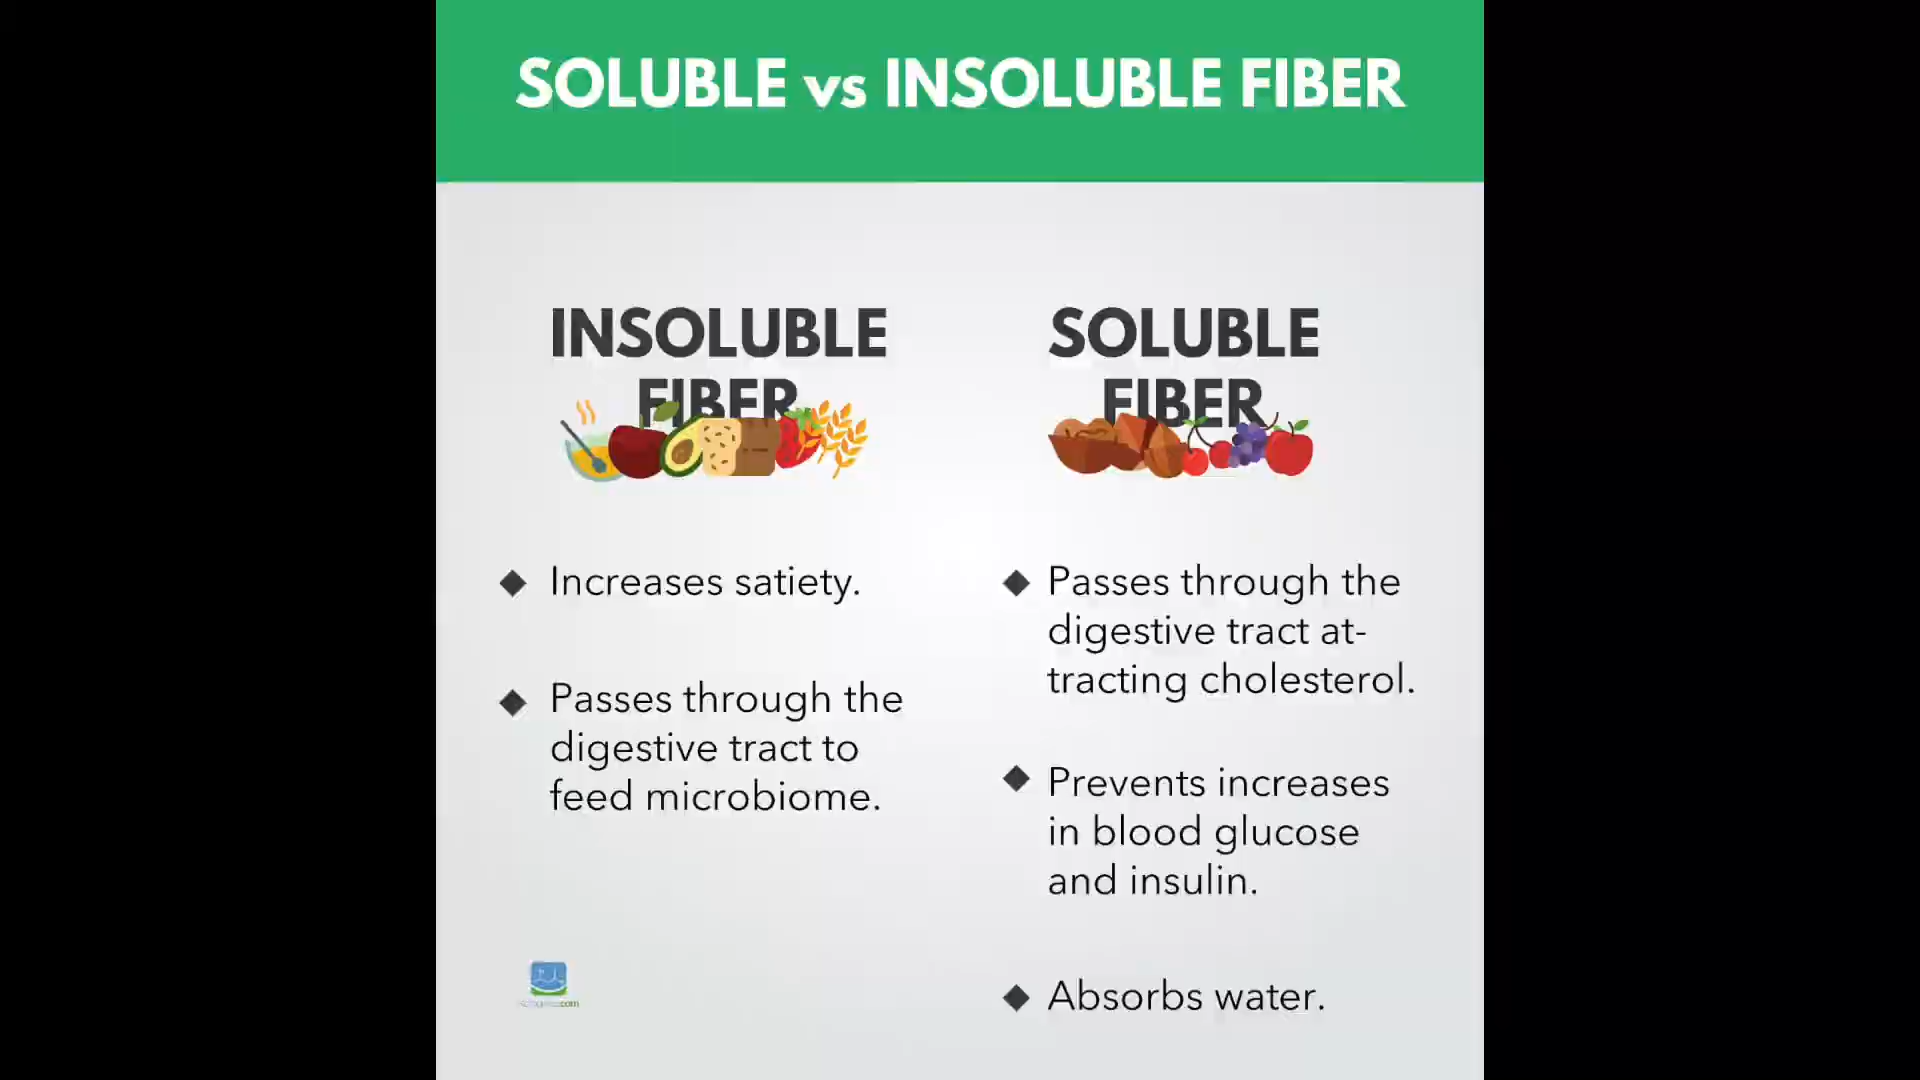 SOLUBLE vs INSOLUBLE FIBER
INSOLUBLE
FIBER
Increases satiety.
Passes through the
digestive tract to
feed microbiome.
SOLUBLE
FIBER
Passes through the
digestive tract at-
tracting cholesterol.
Prevents increases
in blood glucose
and insulin.
Absorbs water.